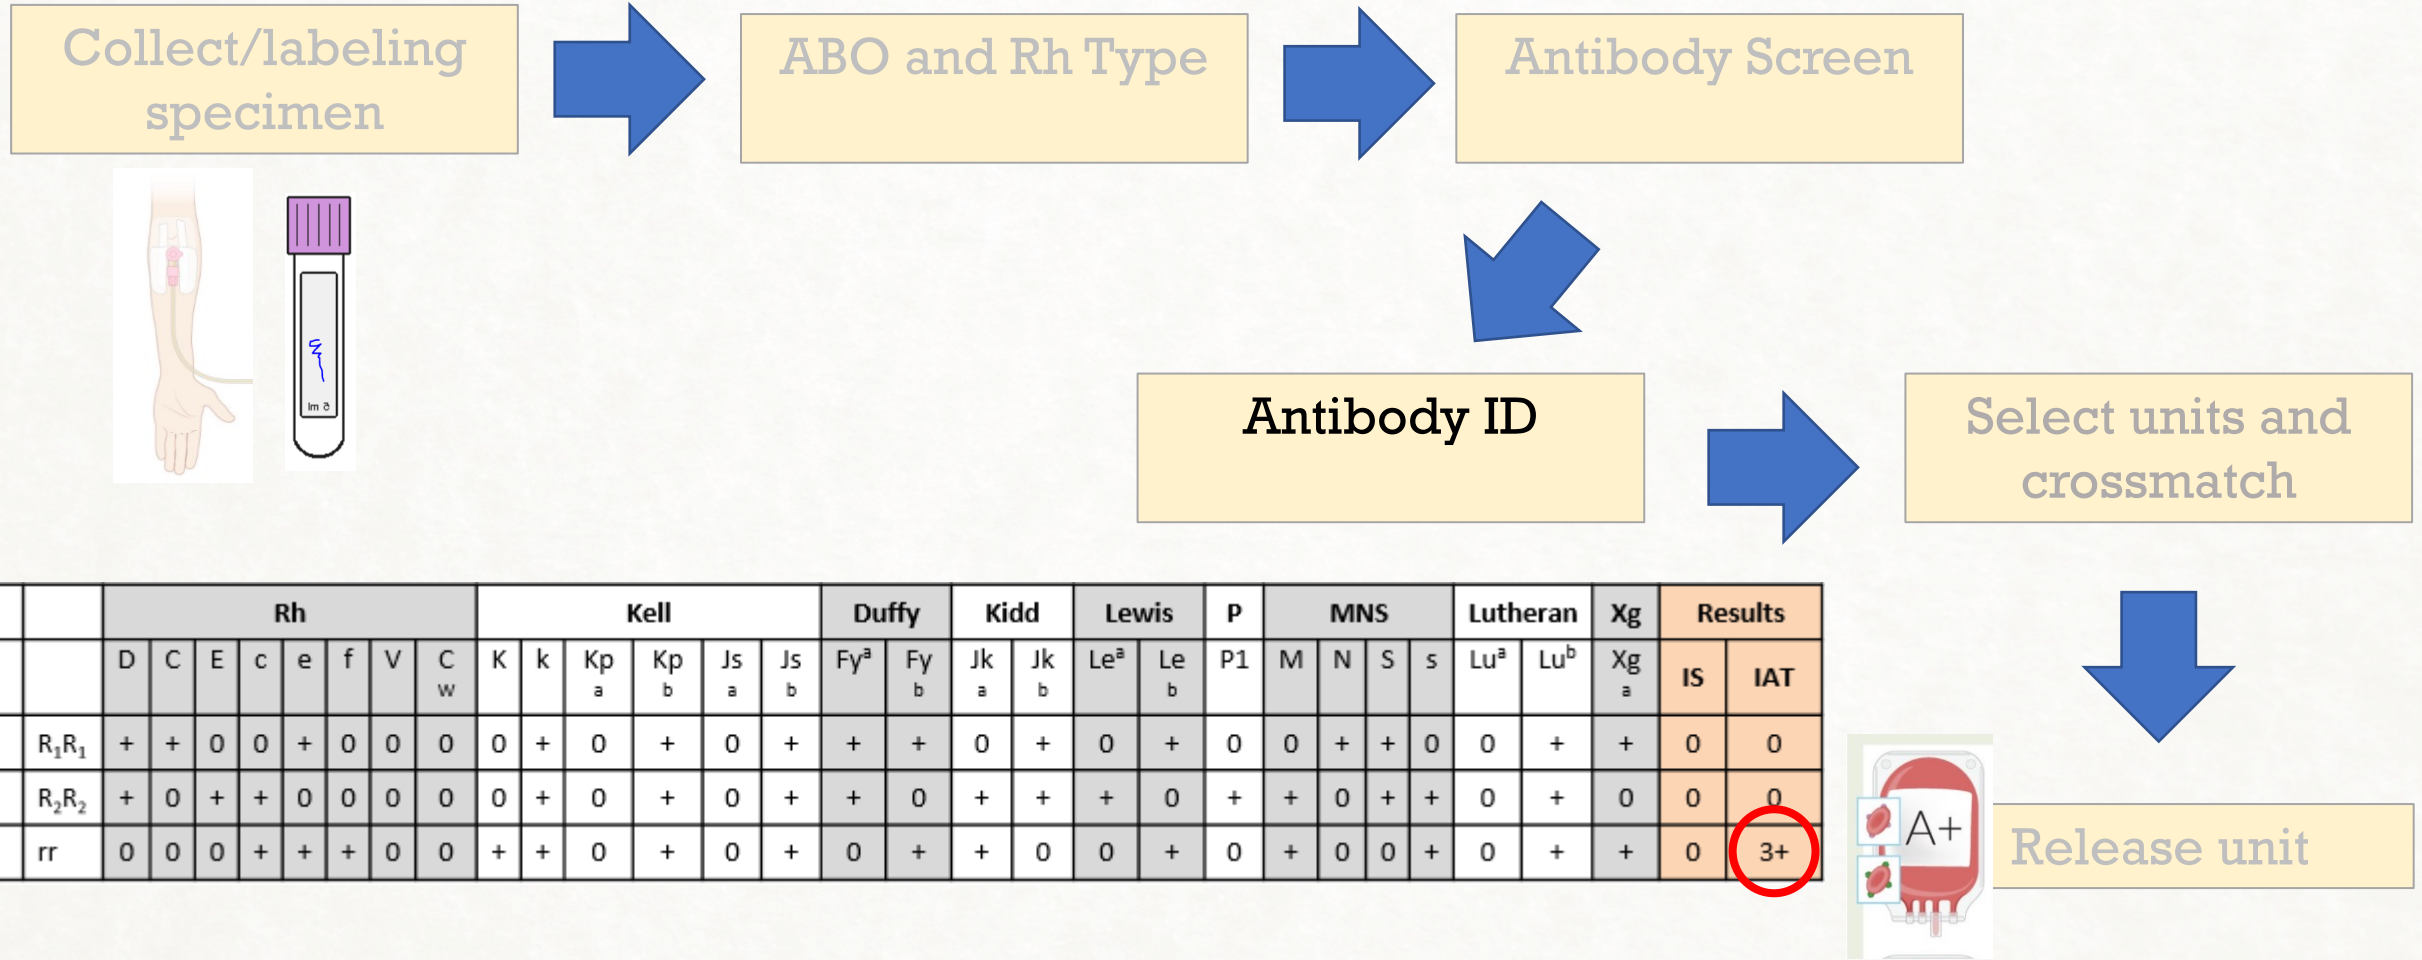 Collect/labeling
specimen
ABO and Rh Type
Antibody Screen
lm ð
Antibody ID
Select units and
crossmatch
Rh Kell Duffy Kidd Lewis P MNS Lutheran Xg Results
D C E c e f V Cw K k Kpa Kpb Jsa Jsb Fyª Fyb Jka Jkb Leª Leb P1 M N S s Luª Luᵇ Xga IS IAT
R₁R₁ + + 0 0 + 0 0 0 0 + 0 + 0 + + + 0 + 0 + 0 0 + + 0 0 + + 0 0
R₂R₂ + 0 + + 0 0 0 0 0 + 0 + 0 + + 0 + + + 0 + + 0 + + 0 + 0 0 0
rr 0 0 0 + + + 0 0 + + 0 + 0 + 0 + + 0 0 + 0 + 0 0 + 0 + + 0 3+
A+
Release unit